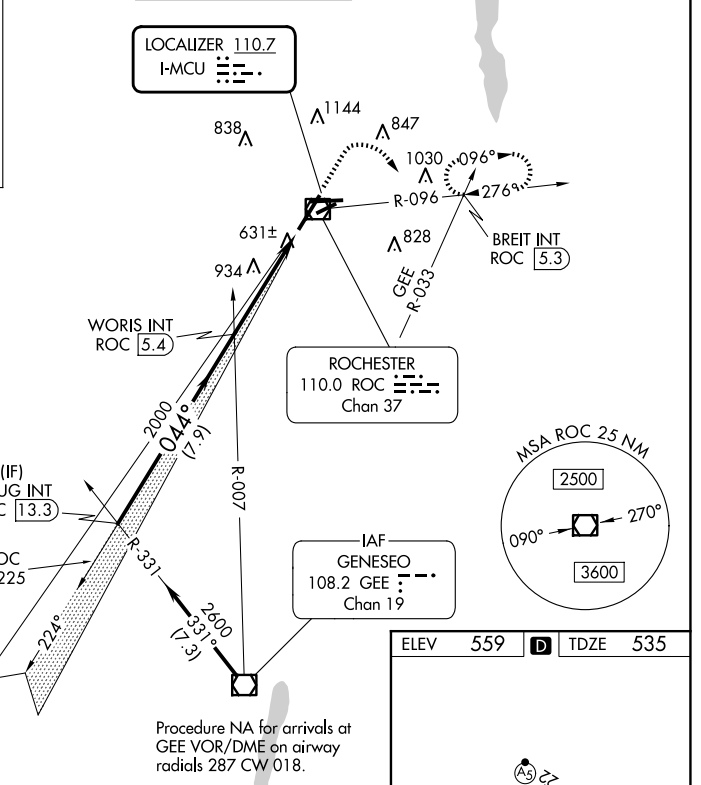 LOCALIZER 110.7
I-MCU
1144
838
847
1030
096°
R-096
276°
631±
828
BREIT INT
ROC 5.3
934
GEE
R-033
WORIS INT
ROC 5.4
ROCHESTER
110.0 ROC
Chan 37
2000
044°
(7.9)
MSA ROC 25 NM
2500
090°
270°
3600
(IF)
UG INT
C 13.3
R-007
OC
225
R-331
IAF
GENESEO
108.2 GEE
Chan 19
2600
331°
(7.3)
224°
ELEV 559 D TDZE 535
Procedure NA for arrivals at
GEE VOR/DME on airway
radials 287 CW 018.
A5
22